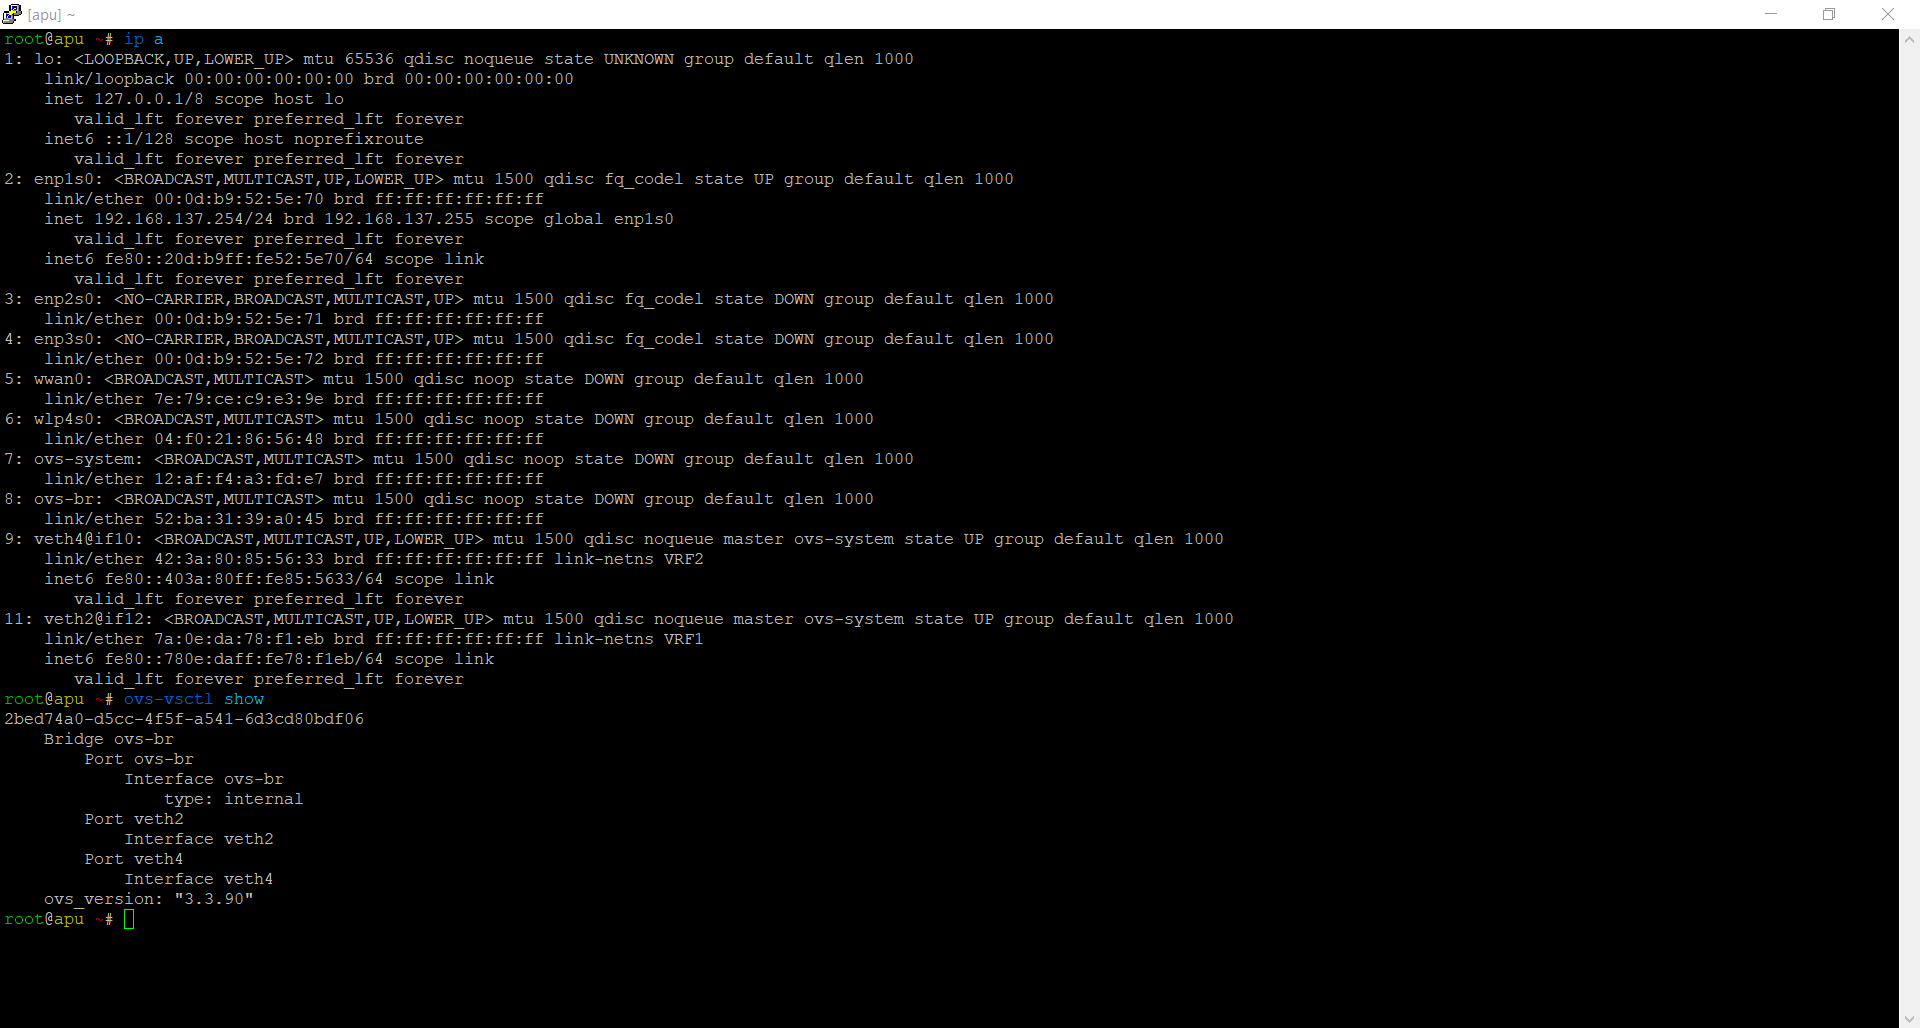 [apu] ~
root@apu ~# ip a
1: lo: <LOOPBACK,UP,LOWER_UP> mtu 65536 qdisc noqueue state UNKNOWN group default qlen 1000
    link/loopback 00:00:00:00:00:00 brd 00:00:00:00:00:00
    inet 127.0.0.1/8 scope host lo
       valid_lft forever preferred_lft forever
    inet6 ::1/128 scope host noprefixroute
       valid_lft forever preferred_lft forever
2: enp1s0: <BROADCAST,MULTICAST,UP,LOWER_UP> mtu 1500 qdisc fq_codel state UP group default qlen 1000
    link/ether 00:0d:b9:52:5e:70 brd ff:ff:ff:ff:ff:ff
    inet 192.168.137.254/24 brd 192.168.137.255 scope global enp1s0
       valid_lft forever preferred_lft forever
    inet6 fe80::20d:b9ff:fe52:5e70/64 scope link
       valid_lft forever preferred_lft forever
3: enp2s0: <NO-CARRIER,BROADCAST,MULTICAST,UP> mtu 1500 qdisc fq_codel state DOWN group default qlen 1000
    link/ether 00:0d:b9:52:5e:71 brd ff:ff:ff:ff:ff:ff
4: enp3s0: <NO-CARRIER,BROADCAST,MULTICAST,UP> mtu 1500 qdisc fq_codel state DOWN group default qlen 1000
    link/ether 00:0d:b9:52:5e:72 brd ff:ff:ff:ff:ff:ff
5: wwan0: <BROADCAST,MULTICAST> mtu 1500 qdisc noop state DOWN group default qlen 1000
    link/ether 7e:79:ce:c9:e3:9e brd ff:ff:ff:ff:ff:ff
6: wlp4s0: <BROADCAST,MULTICAST> mtu 1500 qdisc noop state DOWN group default qlen 1000
    link/ether 04:f0:21:86:56:48 brd ff:ff:ff:ff:ff:ff
7: ovs-system: <BROADCAST,MULTICAST> mtu 1500 qdisc noop state DOWN group default qlen 1000
    link/ether 12:af:f4:a3:fd:e7 brd ff:ff:ff:ff:ff:ff
8: ovs-br: <BROADCAST,MULTICAST> mtu 1500 qdisc noop state DOWN group default qlen 1000
    link/ether 52:ba:31:39:a0:45 brd ff:ff:ff:ff:ff:ff
9: veth4@if10: <BROADCAST,MULTICAST,UP,LOWER_UP> mtu 1500 qdisc noqueue master ovs-system state UP group default qlen 1000
    link/ether 42:3a:80:85:56:33 brd ff:ff:ff:ff:ff:ff link-netns VRF2
    inet6 fe80::403a:80ff:fe85:5633/64 scope link
       valid_lft forever preferred_lft forever
11: veth2@if12: <BROADCAST,MULTICAST,UP,LOWER_UP> mtu 1500 qdisc noqueue master ovs-system state UP group default qlen 1000
    link/ether 7a:0e:da:78:f1:eb brd ff:ff:ff:ff:ff:ff link-netns VRF1
    inet6 fe80::780e:daff:fe78:f1eb/64 scope link
       valid_lft forever preferred_lft forever
root@apu ~# ovs-vsctl show
2bed74a0-d5cc-4f5f-a541-6d3cd80bdf06
    Bridge ovs-br
        Port ovs-br
            Interface ovs-br
                type: internal
        Port veth2
            Interface veth2
        Port veth4
            Interface veth4
    ovs_version: "3.3.90"
root@apu ~#